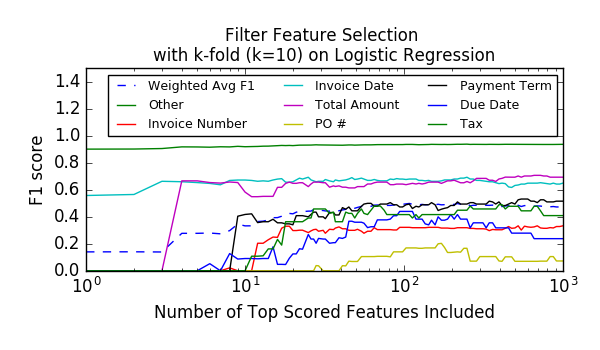 Filter Feature Selection
with k-fold (k=10) on Logistic Regression
F1 score
1.4
1.2
1.0
0.8
0.6
0.4
0.2
0.0
Weighted Avg F1
Other
Invoice Number
Invoice Date
Total Amount
PO #
Payment Term
Due Date
Tax
10^0
10^1
10^2
10^3
Number of Top Scored Features Included